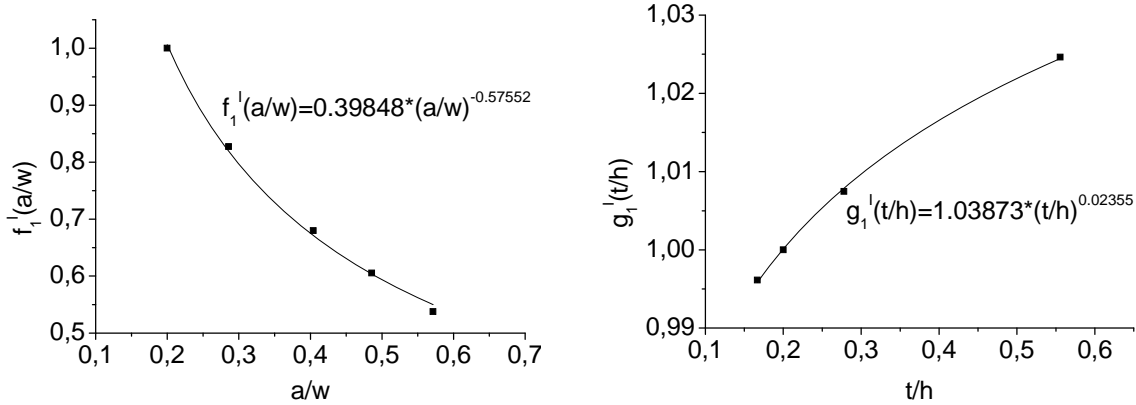 1,0
0,9
0,8
0,7
0,6
0,5
0,1 0,2 0,3 0,4 0,5 0,6 0,7
f₁ᴵ(a/w)
a/w
f₁ᴵ(a/w)=0.39848*(a/w)⁻⁰·⁵⁷⁵⁵²
1,03
1,02
1,01
1,00
0,99
0,1 0,2 0,3 0,4 0,5 0,6
g₁ᴵ(t/h)
t/h
g₁ᴵ(t/h)=1.03873*(t/h)⁰·⁰²³⁵⁵